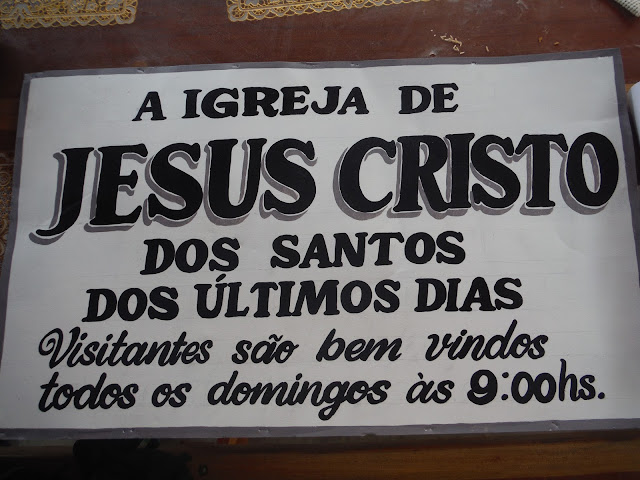 A IGREJA DE
JESUS CRISTO
DOS SANTOS
DOS ÚLTIMOS DIAS
Visitantes são bem vindos
todos os domingos às 9:00hs.